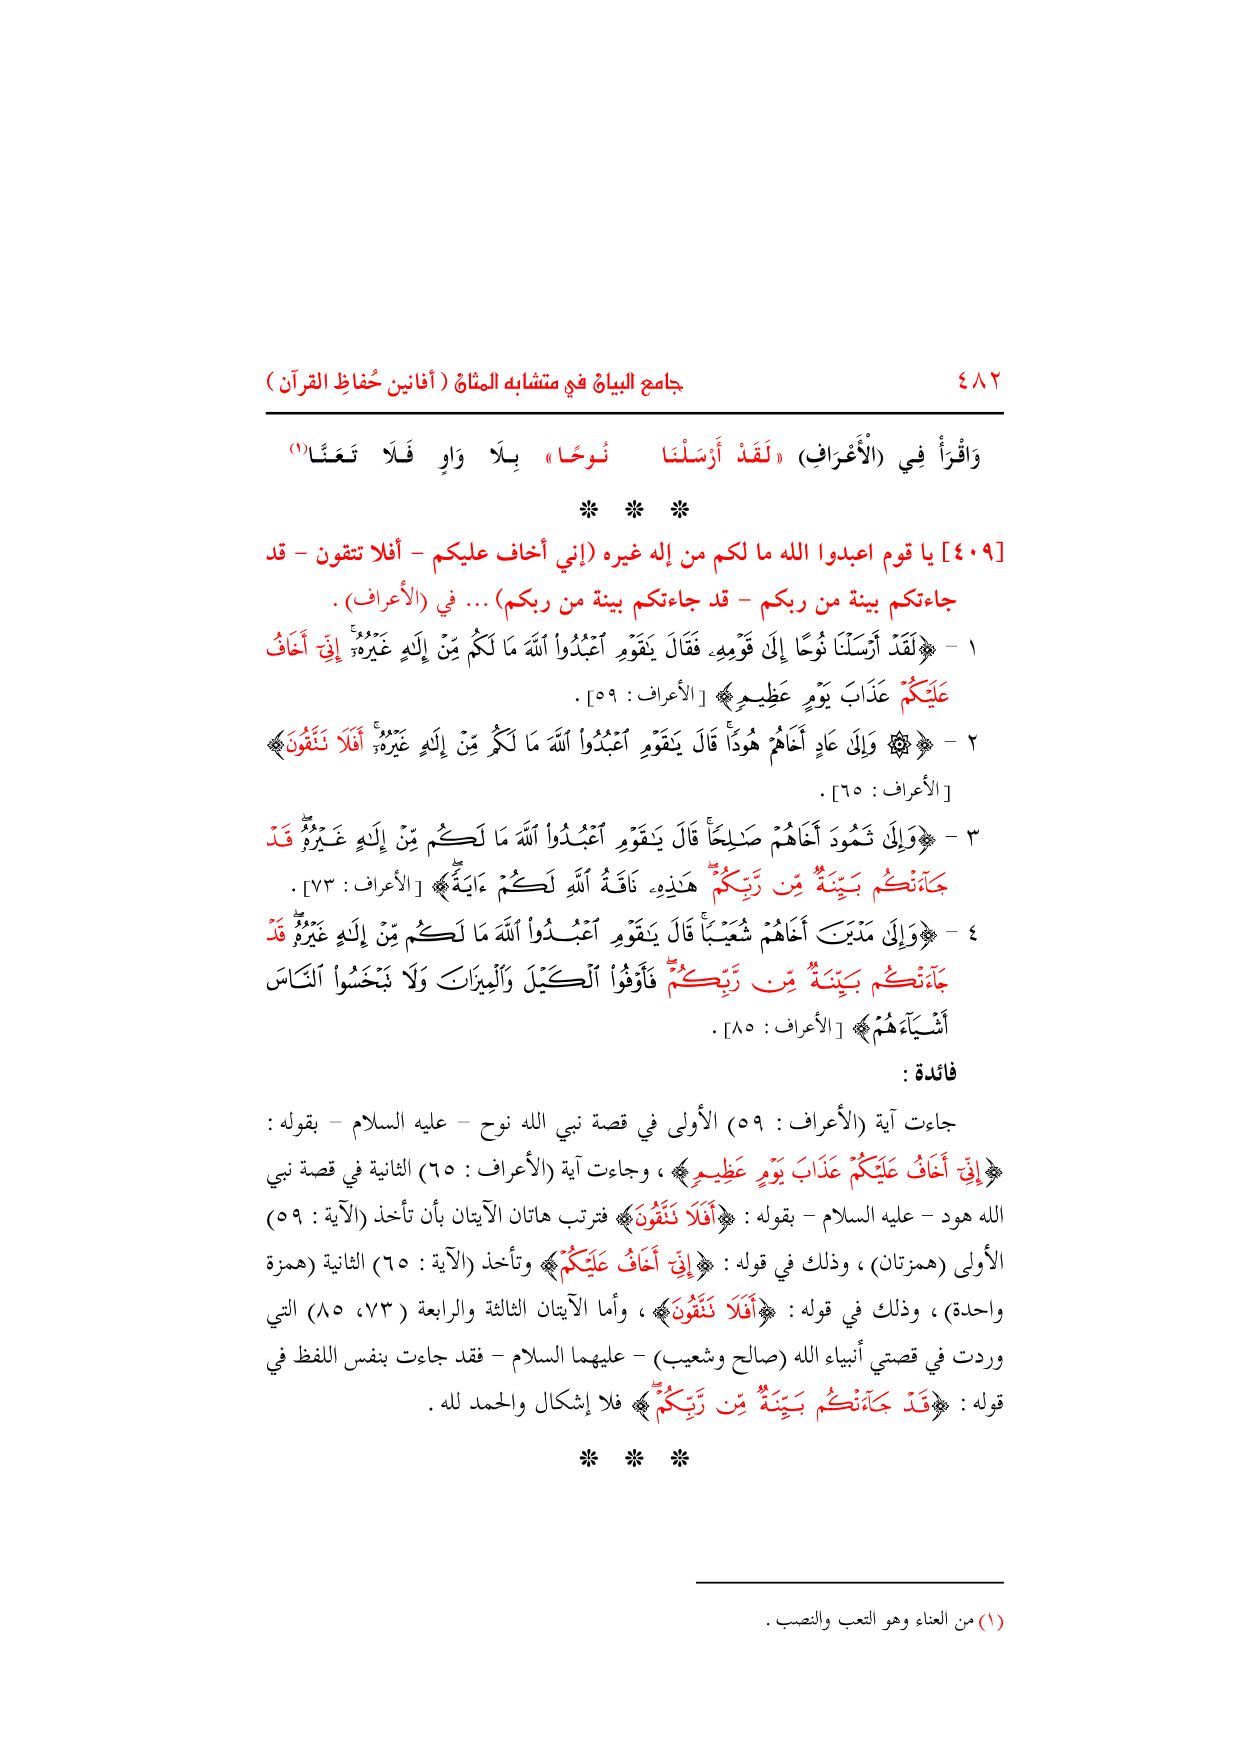 ٤٨٢ جامع البيان في متشابه المثان ( أفانين حُفاظِ القرآن )
وَاقْرَأْ فِي (الْأَعْرَافِ) «لَقَدْ أَرْسَلْنَا نُوحًا» بِلَا وَاوٍ فَلَا تَعَنَّا(١)
❊ ❊ ❊
[٤٠٩] يا قوم اعبدوا الله ما لكم من إله غيره (إني أخاف عليكم – أفلا تتقون – قد
جاءتكم بينة من ربكم – قد جاءتكم بينة من ربكم) ... في (الأعراف) .
١ – ﴿لَقَدْ أَرْسَلْنَا نُوحًا إِلَىٰ قَوْمِهِۦ فَقَالَ يَٰقَوْمِ ٱعْبُدُوا۟ ٱللَّهَ مَا لَكُم مِّنْ إِلَٰهٍ غَيْرُهُۥٓ ۚ إِنِّىٓ أَخَافُ
عَلَيْكُمْ عَذَابَ يَوْمٍ عَظِيمٍ﴾ [الأعراف : ٥٩] .
٢ – ﴿۞ وَإِلَىٰ عَادٍ أَخَاهُمْ هُودًا ۚ قَالَ يَٰقَوْمِ ٱعْبُدُوا۟ ٱللَّهَ مَا لَكُم مِّنْ إِلَٰهٍ غَيْرُهُۥٓ ۚ أَفَلَا تَتَّقُونَ﴾
[الأعراف : ٦٥] .
٣ – ﴿وَإِلَىٰ ثَمُودَ أَخَاهُمْ صَٰلِحًا ۚ قَالَ يَٰقَوْمِ ٱعْبُدُوا۟ ٱللَّهَ مَا لَكُم مِّنْ إِلَٰهٍ غَيْرُهُۥ ۖ قَدْ
جَآءَتْكُم بَيِّنَةٌ مِّن رَّبِّكُمْ ۖ هَٰذِهِۦ نَاقَةُ ٱللَّهِ لَكُمْ ءَايَةً ۖ﴾ [الأعراف : ٧٣] .
٤ – ﴿وَإِلَىٰ مَدْيَنَ أَخَاهُمْ شُعَيْبًا ۚ قَالَ يَٰقَوْمِ ٱعْبُدُوا۟ ٱللَّهَ مَا لَكُم مِّنْ إِلَٰهٍ غَيْرُهُۥ ۖ قَدْ
جَآءَتْكُم بَيِّنَةٌ مِّن رَّبِّكُمْ ۖ فَأَوْفُوا۟ ٱلْكَيْلَ وَٱلْمِيزَانَ وَلَا تَبْخَسُوا۟ ٱلنَّاسَ
أَشْيَآءَهُمْ﴾ [الأعراف : ٨٥] .
فائدة :
جاءت آية (الأعراف : ٥٩) الأولى في قصة نبي الله نوح – عليه السلام – بقوله :
﴿إِنِّىٓ أَخَافُ عَلَيْكُمْ عَذَابَ يَوْمٍ عَظِيمٍ﴾ ، وجاءت آية (الأعراف : ٦٥) الثانية في قصة نبي
الله هود – عليه السلام – بقوله : ﴿أَفَلَا تَتَّقُونَ﴾ فترتب هاتان الآيتان بأن تأخذ (الآية : ٥٩)
الأولى (همزتان) ، وذلك في قوله : ﴿إِنِّىٓ أَخَافُ عَلَيْكُمْ﴾ وتأخذ (الآية : ٦٥) الثانية (همزة
واحدة) ، وذلك في قوله : ﴿أَفَلَا تَتَّقُونَ﴾ ، وأما الآيتان الثالثة والرابعة (٧٣، ٨٥) التي
وردت في قصتي أنبياء الله (صالح وشعيب) – عليهما السلام – فقد جاءت بنفس اللفظ في
قوله : ﴿قَدْ جَآءَتْكُم بَيِّنَةٌ مِّن رَّبِّكُمْ ۖ﴾ فلا إشكال والحمد لله .
❊ ❊ ❊
(١) من العناء وهو التعب والنصب .